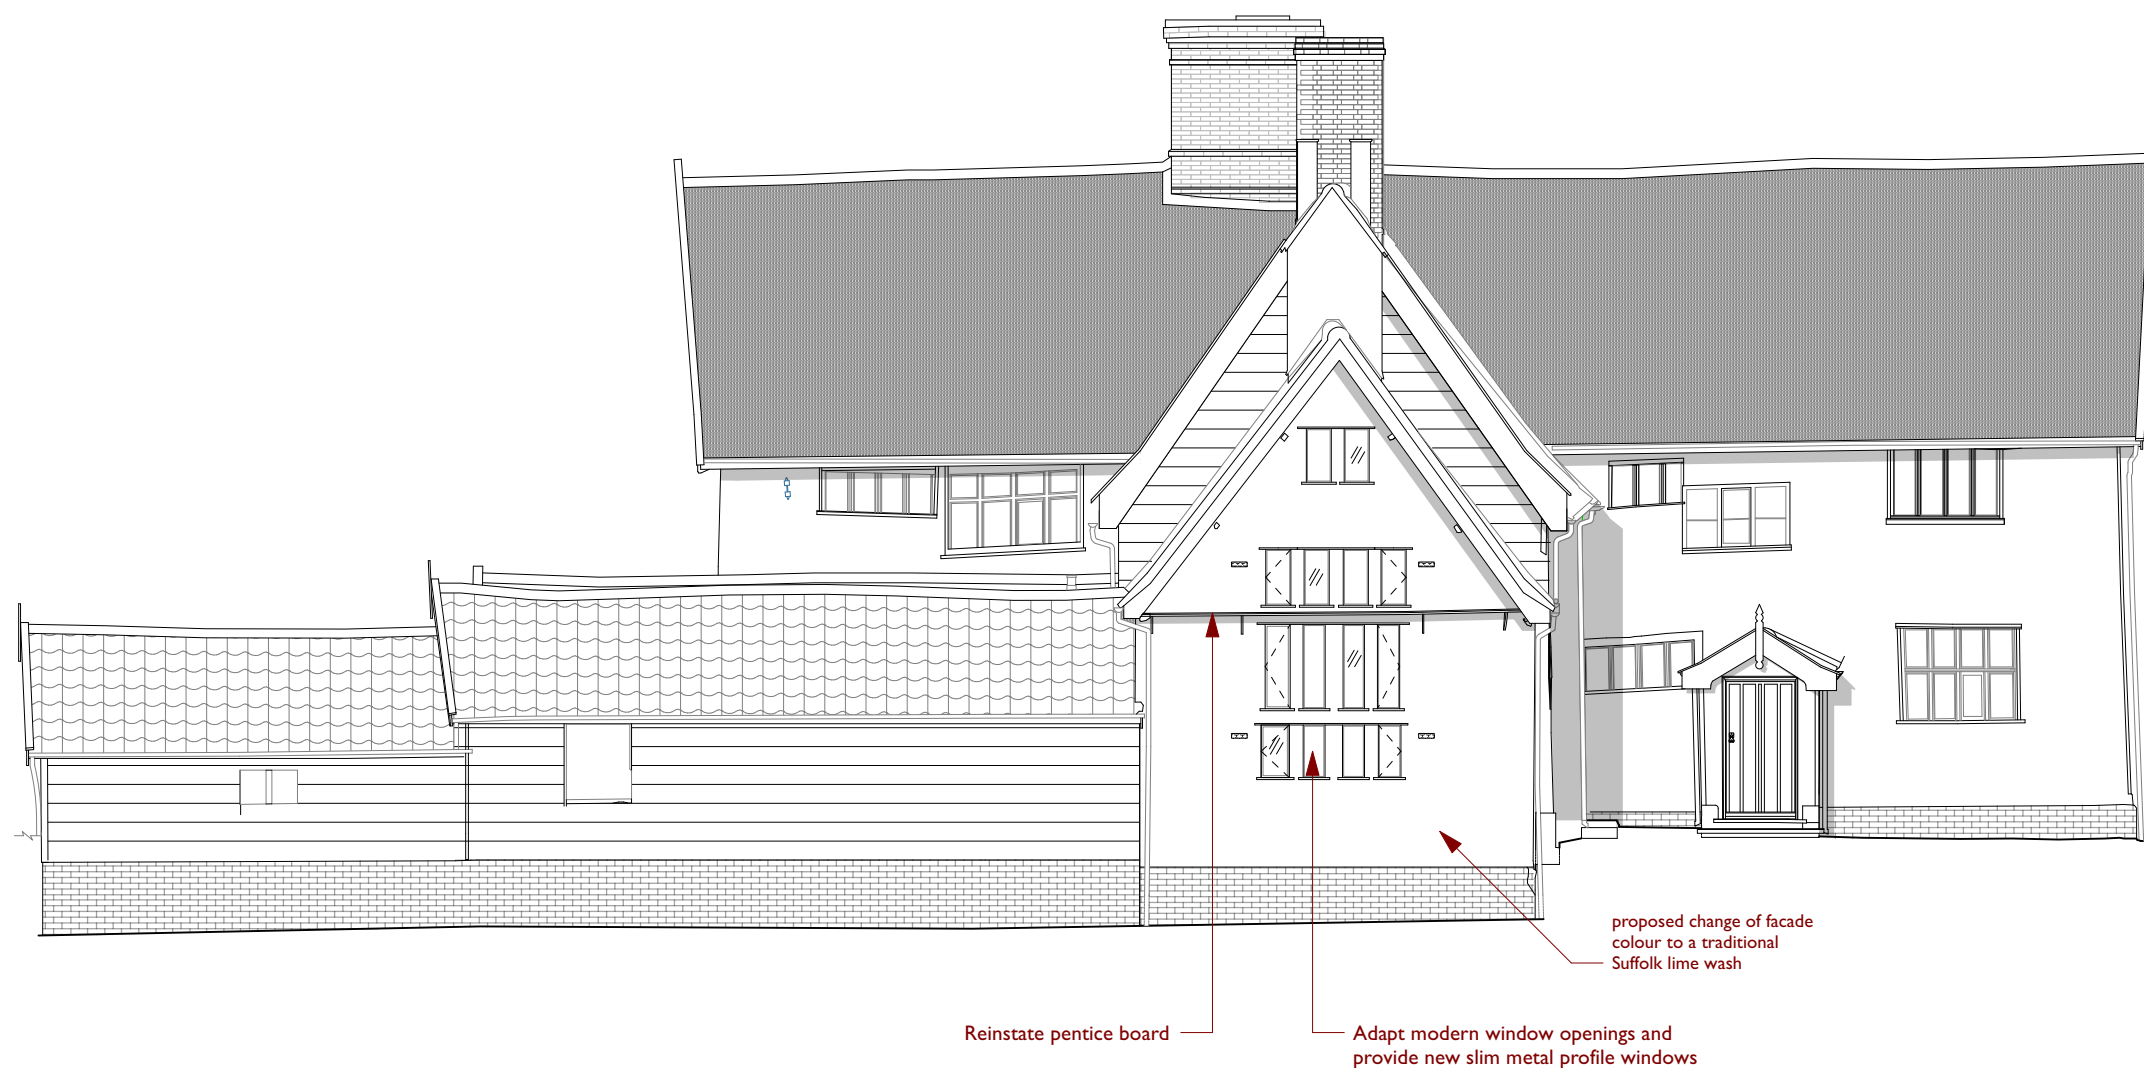 proposed change of facade
colour to a traditional
Suffolk lime wash
Reinstate pentice board
Adapt modern window openings and
provide new slim metal profile windows